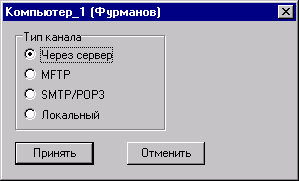 Компьютер_1 (Фурманов)
Тип канала
Через сервер
MFTP
SMTP/POP3
Локальный
Принять
Отменить